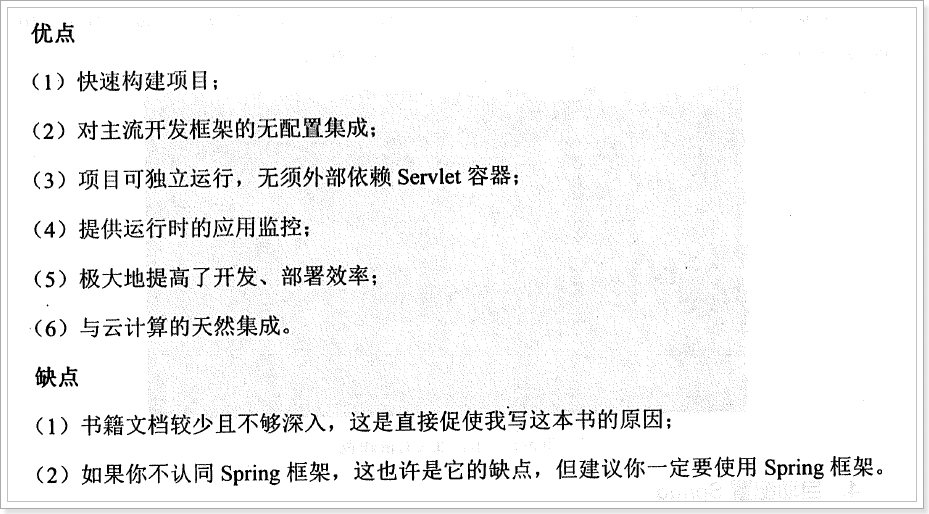 优点
（1）快速构建项目；
（2）对主流开发框架的无配置集成；
（3）项目可独立运行，无须外部依赖 Servlet 容器；
（4）提供运行时的应用监控；
（5）极大地提高了开发、部署效率；
（6）与云计算的天然集成。
缺点
（1）书籍文档较少且不够深入，这是直接促使我写这本书的原因；
（2）如果你不认同 Spring 框架，这也许是它的缺点，但建议你一定要使用 Spring 框架。